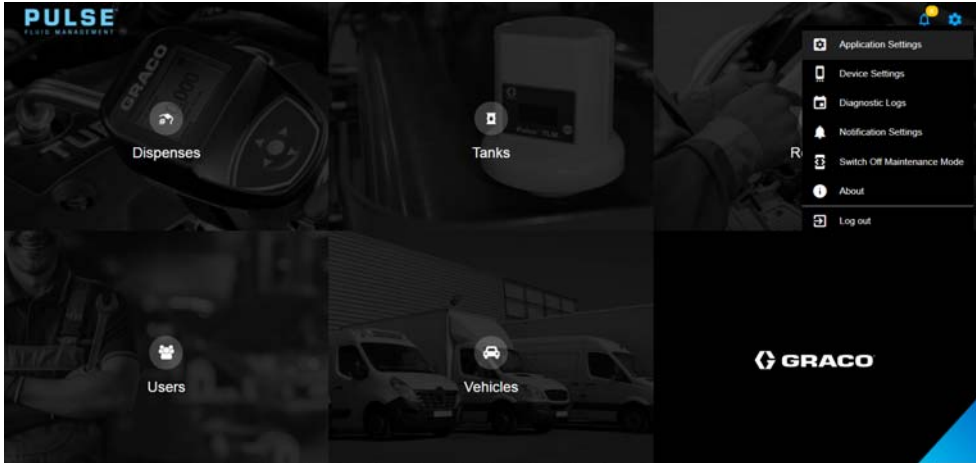 PULSE
FLUID MANAGEMENT
Application Settings
Device Settings
Diagnostic Logs
Notification Settings
Switch Off Maintenance Mode
About
Log out
GRACO
Dispenses
Tanks
R
Users
Vehicles
GRACO